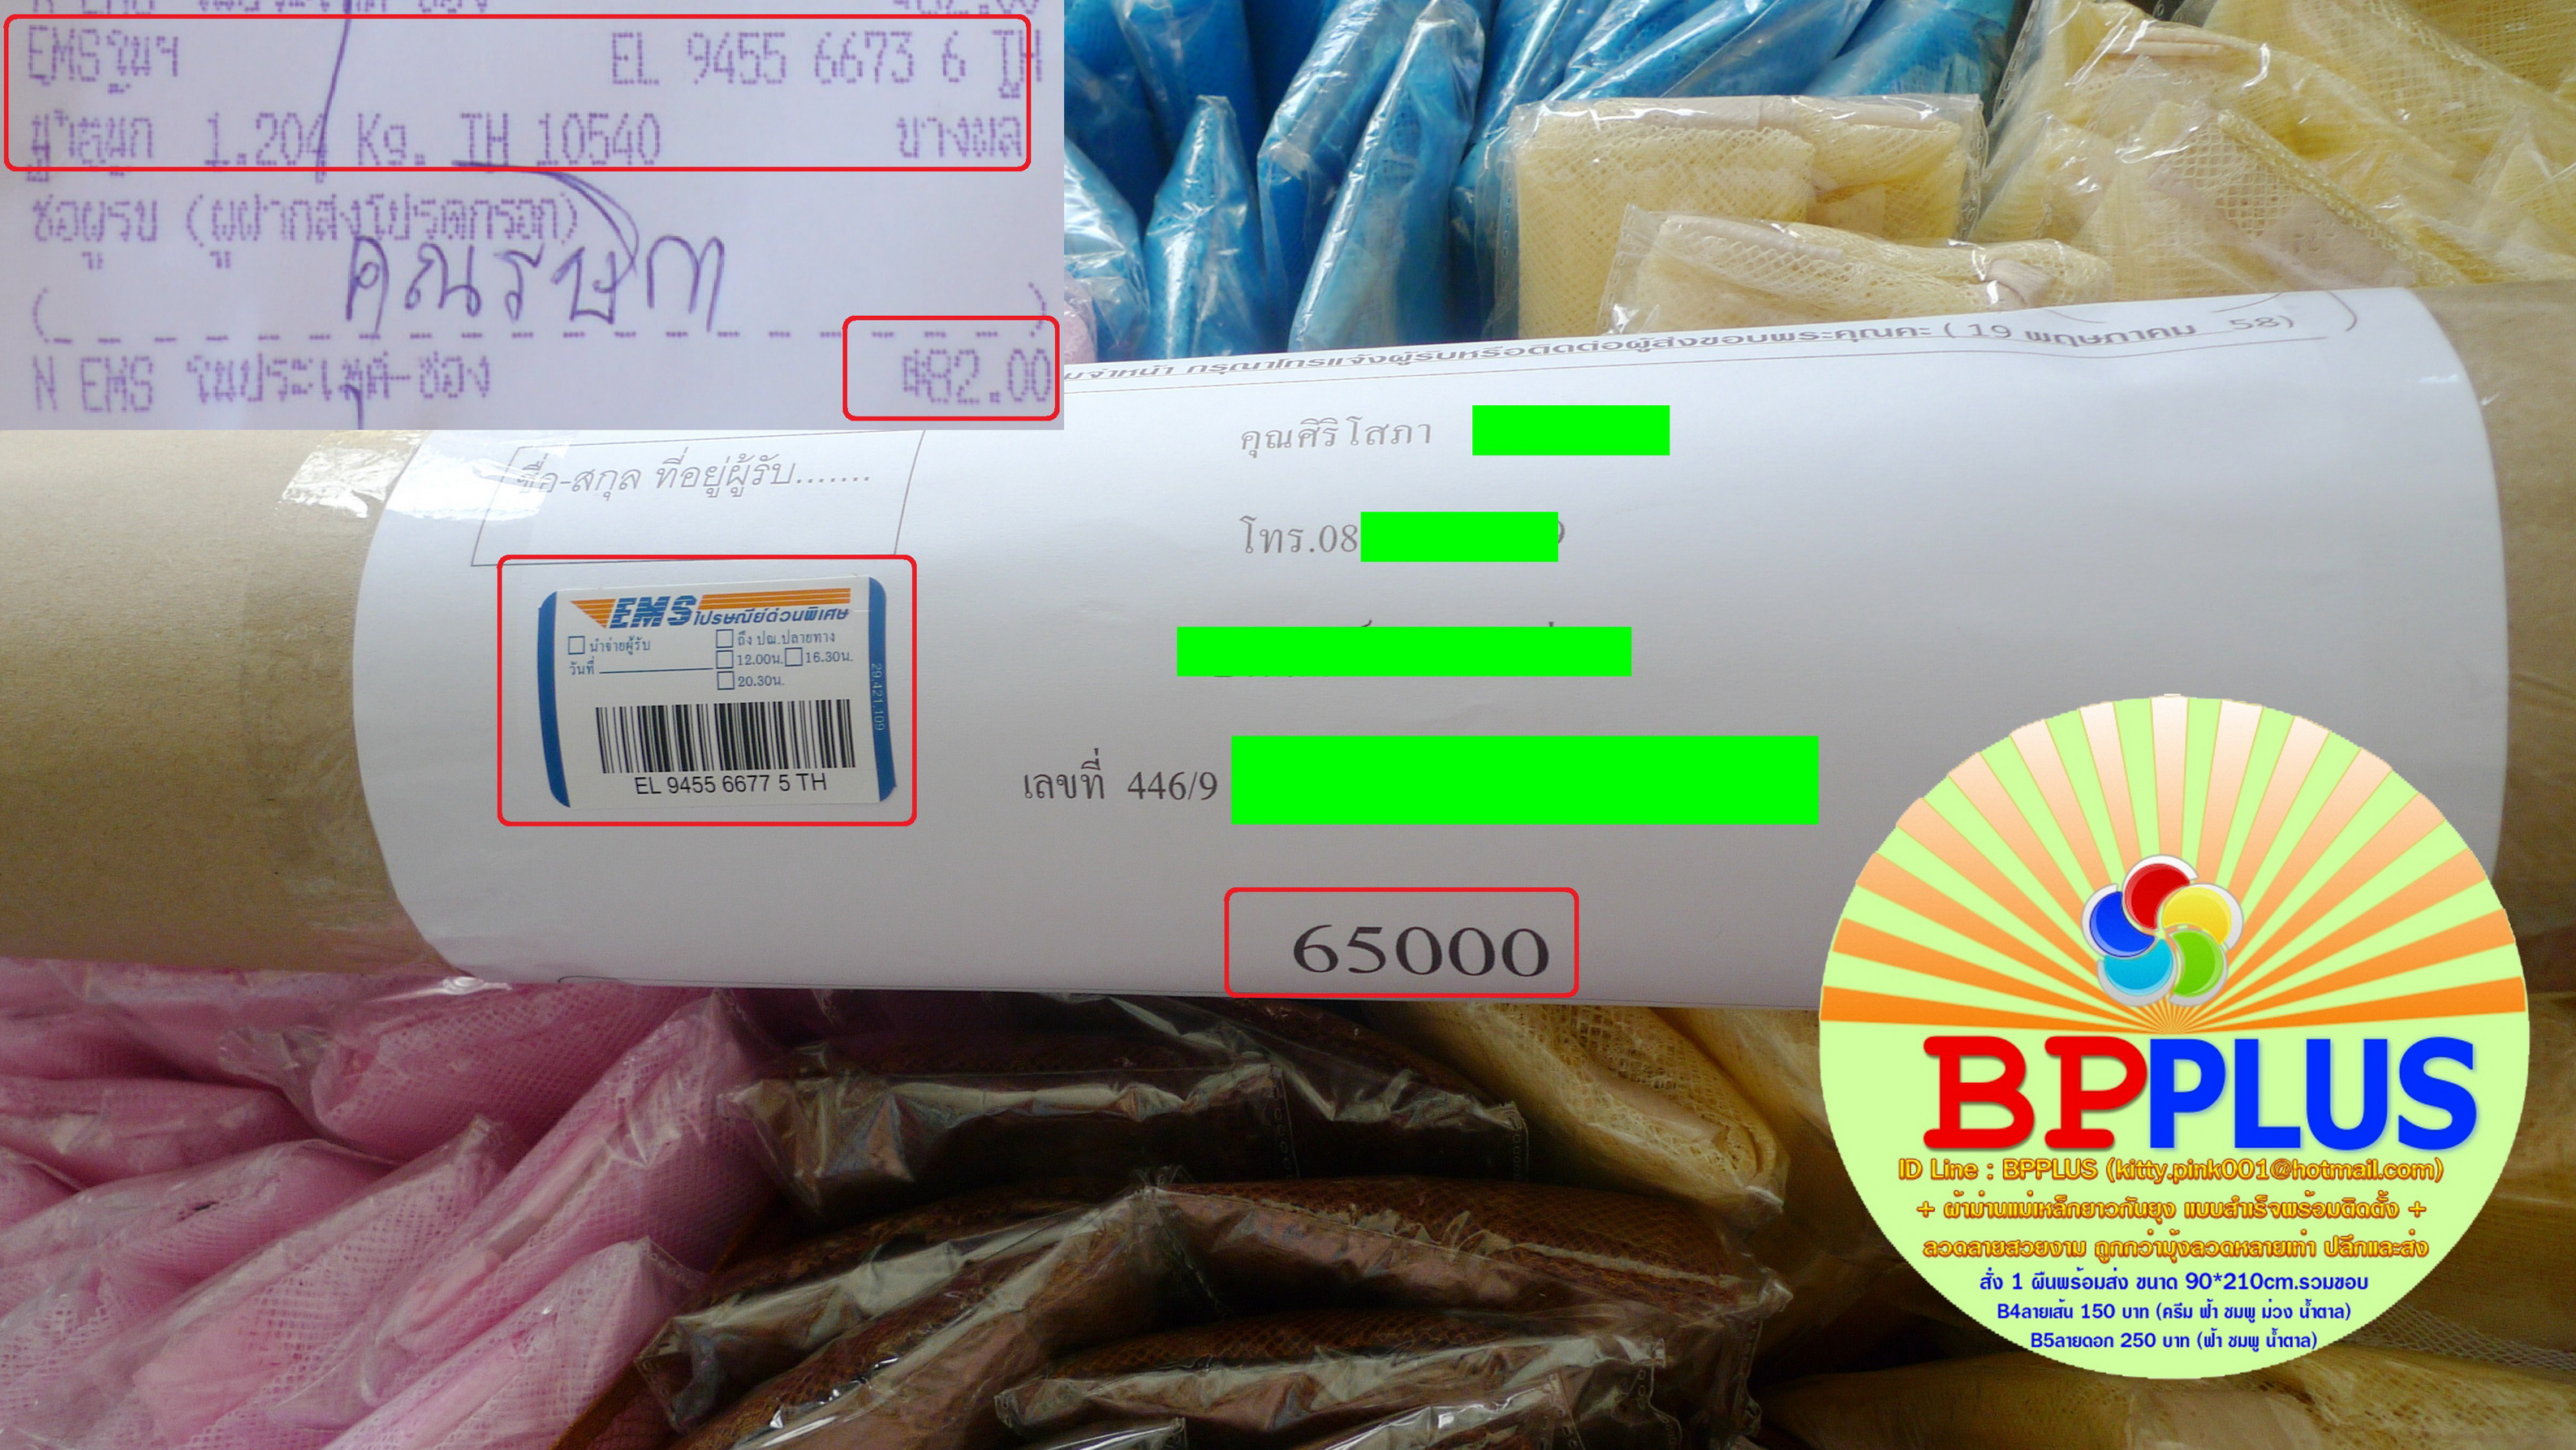 EMSในฯ EL 9455 6673 6 TH
1.204 Kg. TH 10540 บางพลี
ชื่อผู้รับ (ผู้ฝากส่งโปรดกรอก)
N EMS ในประเทศ-ซอง 482.00
กรุณาโทรแจ้งผู้รับหรือติดต่อผู้ส่งขอบพระคุณคะ ( 19 พฤษภาคม 58)
ชื่อ-สกุล ที่อยู่ผู้รับ.......
คุณศิริโสภา
โทร.08
EMS ไปรษณีย์ด่วนพิเศษ
นำจ่ายผู้รับ ถึง ปณ.ปลายทาง
วันที่ 12.00น. 16.30น.
20.30น.
29.421.109
EL 9455 6677 5 TH
เลขที่ 446/9
65000
BPPLUS
ID Line : BPPLUS (kitty.pink001@hotmail.com)
+ ผ้าม่านแม่เหล็กยาวกันยุง แบบสำเร็จพร้อมติดตั้ง +
ลวดลายสวยงาม ถูกกว่ามุ้งลวดหลายเท่า ปลีกและส่ง
สั่ง 1 ผืนพร้อมส่ง ขนาด 90*210cm.รวมขอบ
B4ลายเส้น 150 บาท (ครีม ฟ้า ชมพู ม่วง น้ำตาล)
B5ลายดอก 250 บาท (ฟ้า ชมพู น้ำตาล)